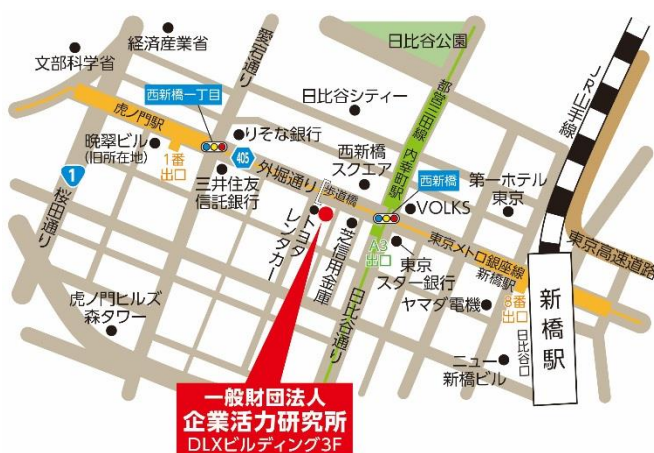 経済産業省
文部科学省
愛宕通り
日比谷公園
JR山手線
虎ノ門駅
西新橋一丁目
日比谷シティー
都営三田線 内幸町駅
晩翠ビル
(旧所在地)
1番
出口
りそな銀行
405
外堀通り
西新橋
スクエア
西新橋
第一ホテル
東京
1
桜田通り
三井住友
信託銀行
歩道橋
VOLKS
東京高速道路
トヨタ
レンタカー
芝信用金庫
A3
出口
東京
スター銀行
東京メトロ銀座線
新橋駅
虎ノ門ヒルズ
森タワー
日比谷通り
ヤマダ電機
8番
出口
日比谷口
新橋駅
ニュー
新橋ビル
一般財団法人
企業活力研究所
DLXビルディング3F